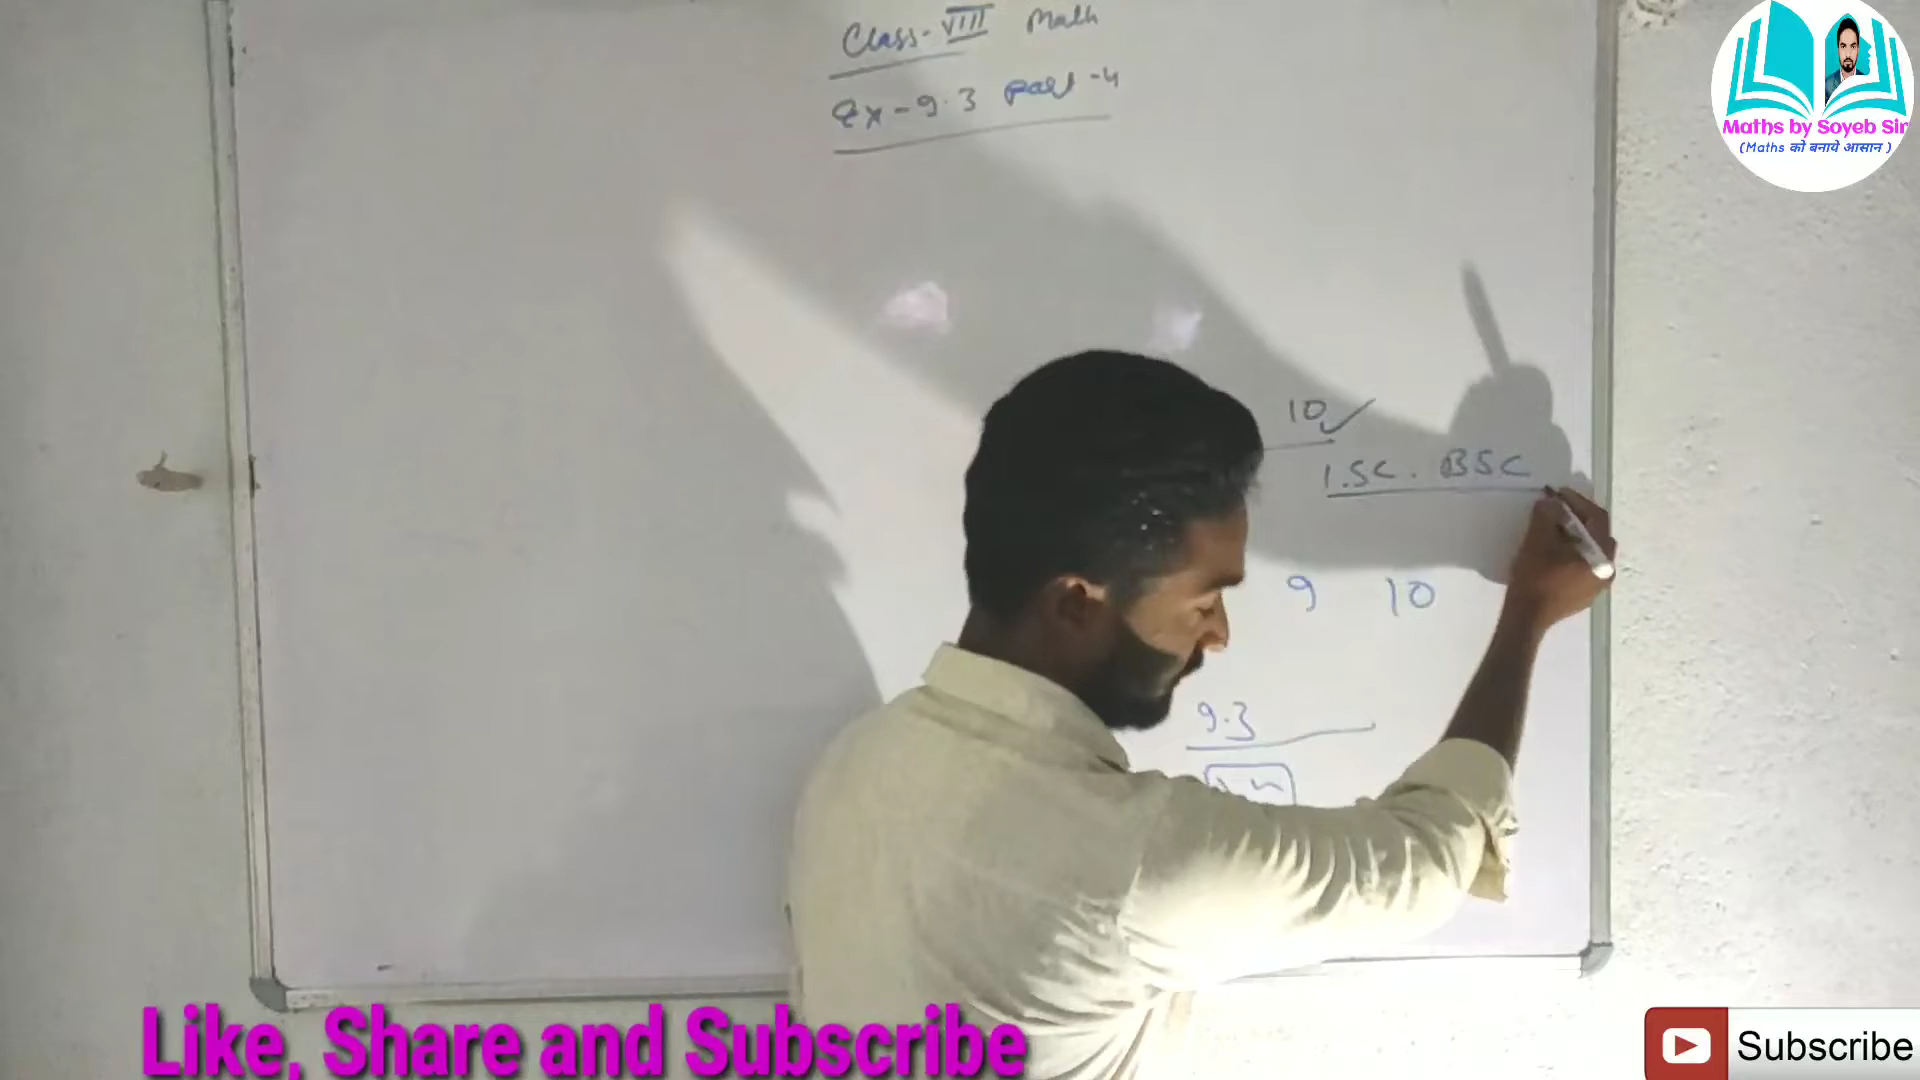 Class-VIII Math
Ex-9.3 part-4
10
I.SC. BSC
9 10
9.3
Maths by Soyeb Sir
(Maths को बनाये आसान)
Like, Share and Subscribe
Subscribe